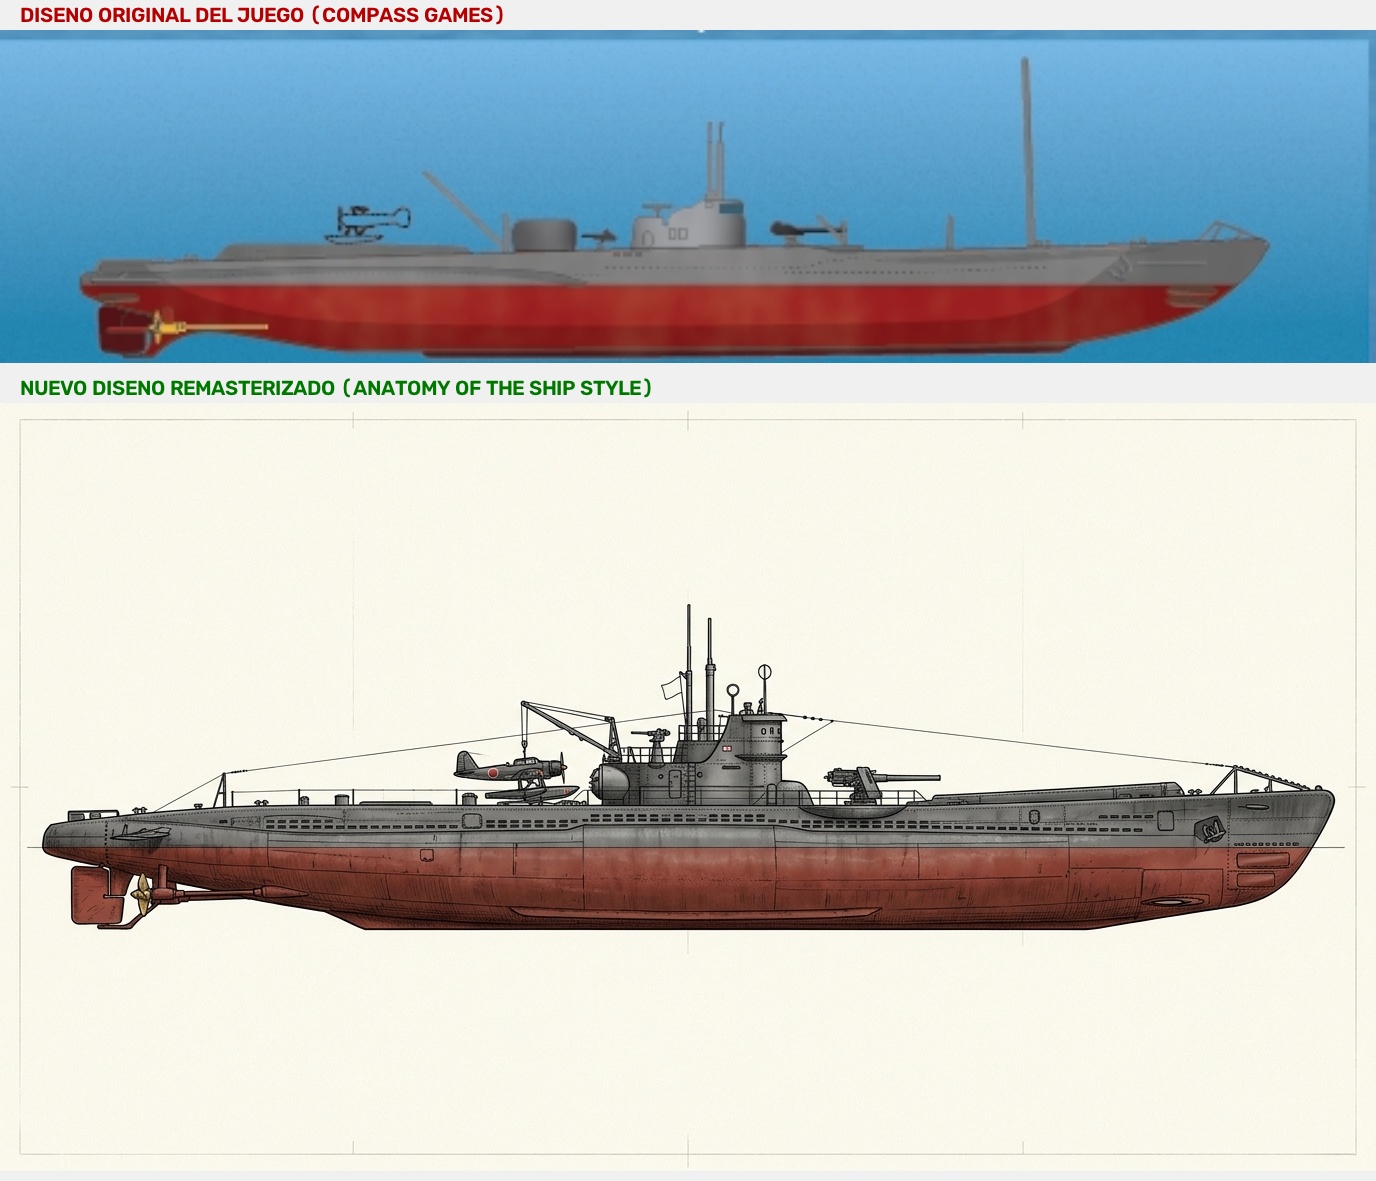 DISENO ORIGINAL DEL JUEGO (COMPASS GAMES)
NUEVO DISENO REMASTERIZADO (ANATOMY OF THE SHIP STYLE)